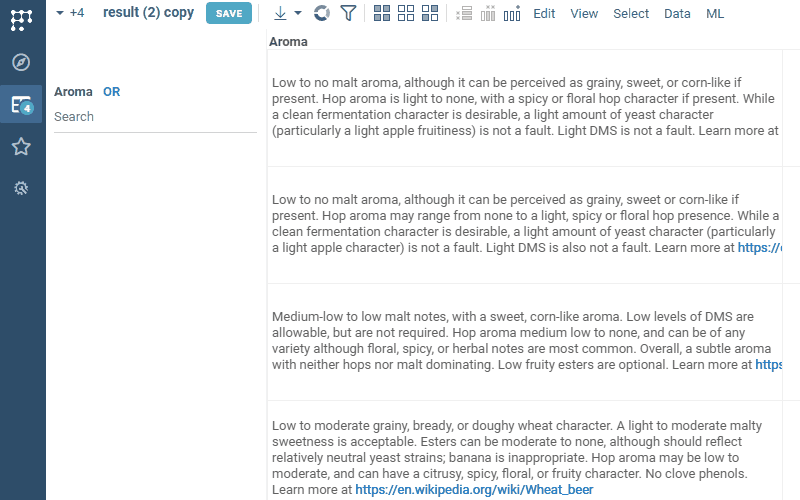 +4 result (2) copy SAVE Edit View Select Data ML
Aroma
4
Aroma OR
Search
Low to no malt aroma, although it can be perceived as grainy, sweet, or corn-like if
present. Hop aroma is light to none, with a spicy or floral hop character if present. While
a clean fermentation character is desirable, a light amount of yeast character
(particularly a light apple fruitiness) is not a fault. Light DMS is not a fault. Learn more at
Low to no malt aroma, although it can be perceived as grainy, sweet or corn-like if
present. Hop aroma may range from none to a light, spicy or floral hop presence. While a
clean fermentation character is desirable, a light amount of yeast character (particularly
a light apple character) is not a fault. Light DMS is also not a fault. Learn more at https://
Medium-low to low malt notes, with a sweet, corn-like aroma. Low levels of DMS are
allowable, but are not required. Hop aroma medium low to none, and can be of any
variety although floral, spicy, or herbal notes are most common. Overall, a subtle aroma
with neither hops nor malt dominating. Low fruity esters are optional. Learn more at https
Low to moderate grainy, bready, or doughy wheat character. A light to moderate malty
sweetness is acceptable. Esters can be moderate to none, although should reflect
relatively neutral yeast strains; banana is inappropriate. Hop aroma may be low to
moderate, and can have a citrusy, spicy, floral, or fruity character. No clove phenols.
Learn more at https://en.wikipedia.org/wiki/Wheat_beer